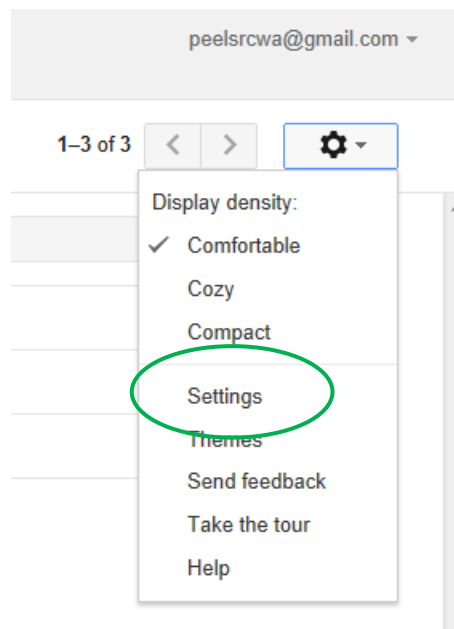 peelsrcwa@gmail.com
1–3 of 3
Display density:
Comfortable
Cozy
Compact
Settings
Themes
Send feedback
Take the tour
Help